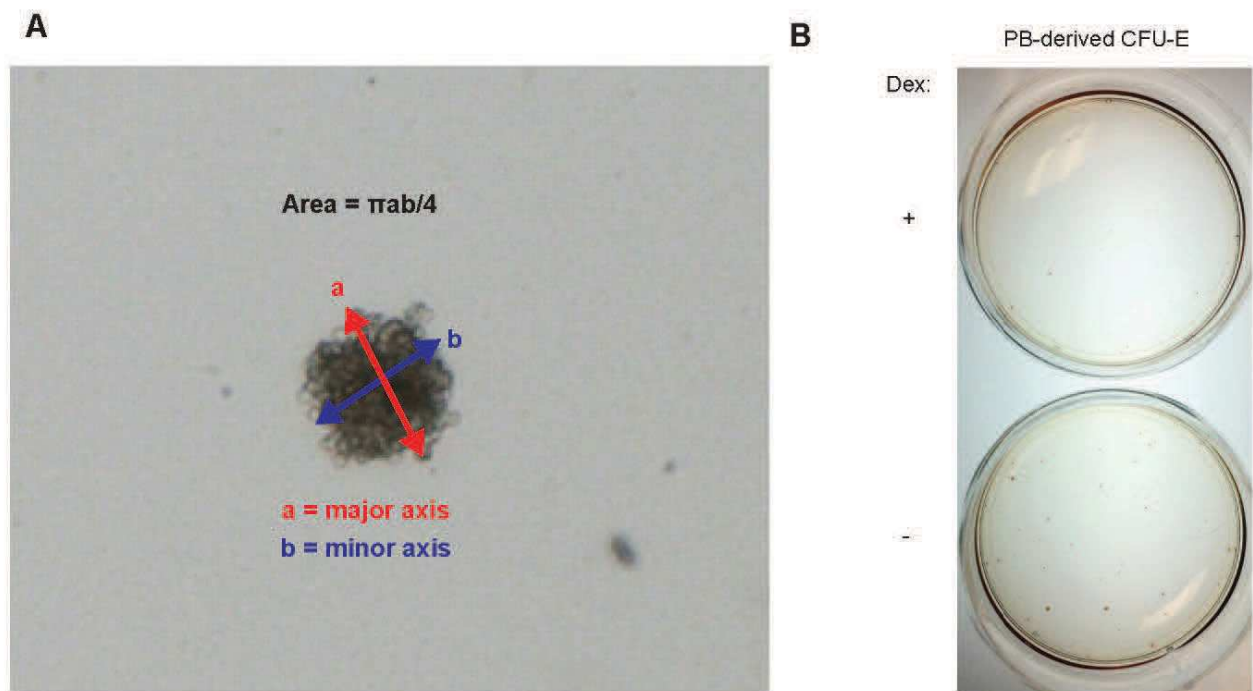 A
Area = πab/4
a
b
a = major axis
b = minor axis
B
PB-derived CFU-E
Dex:
+
-